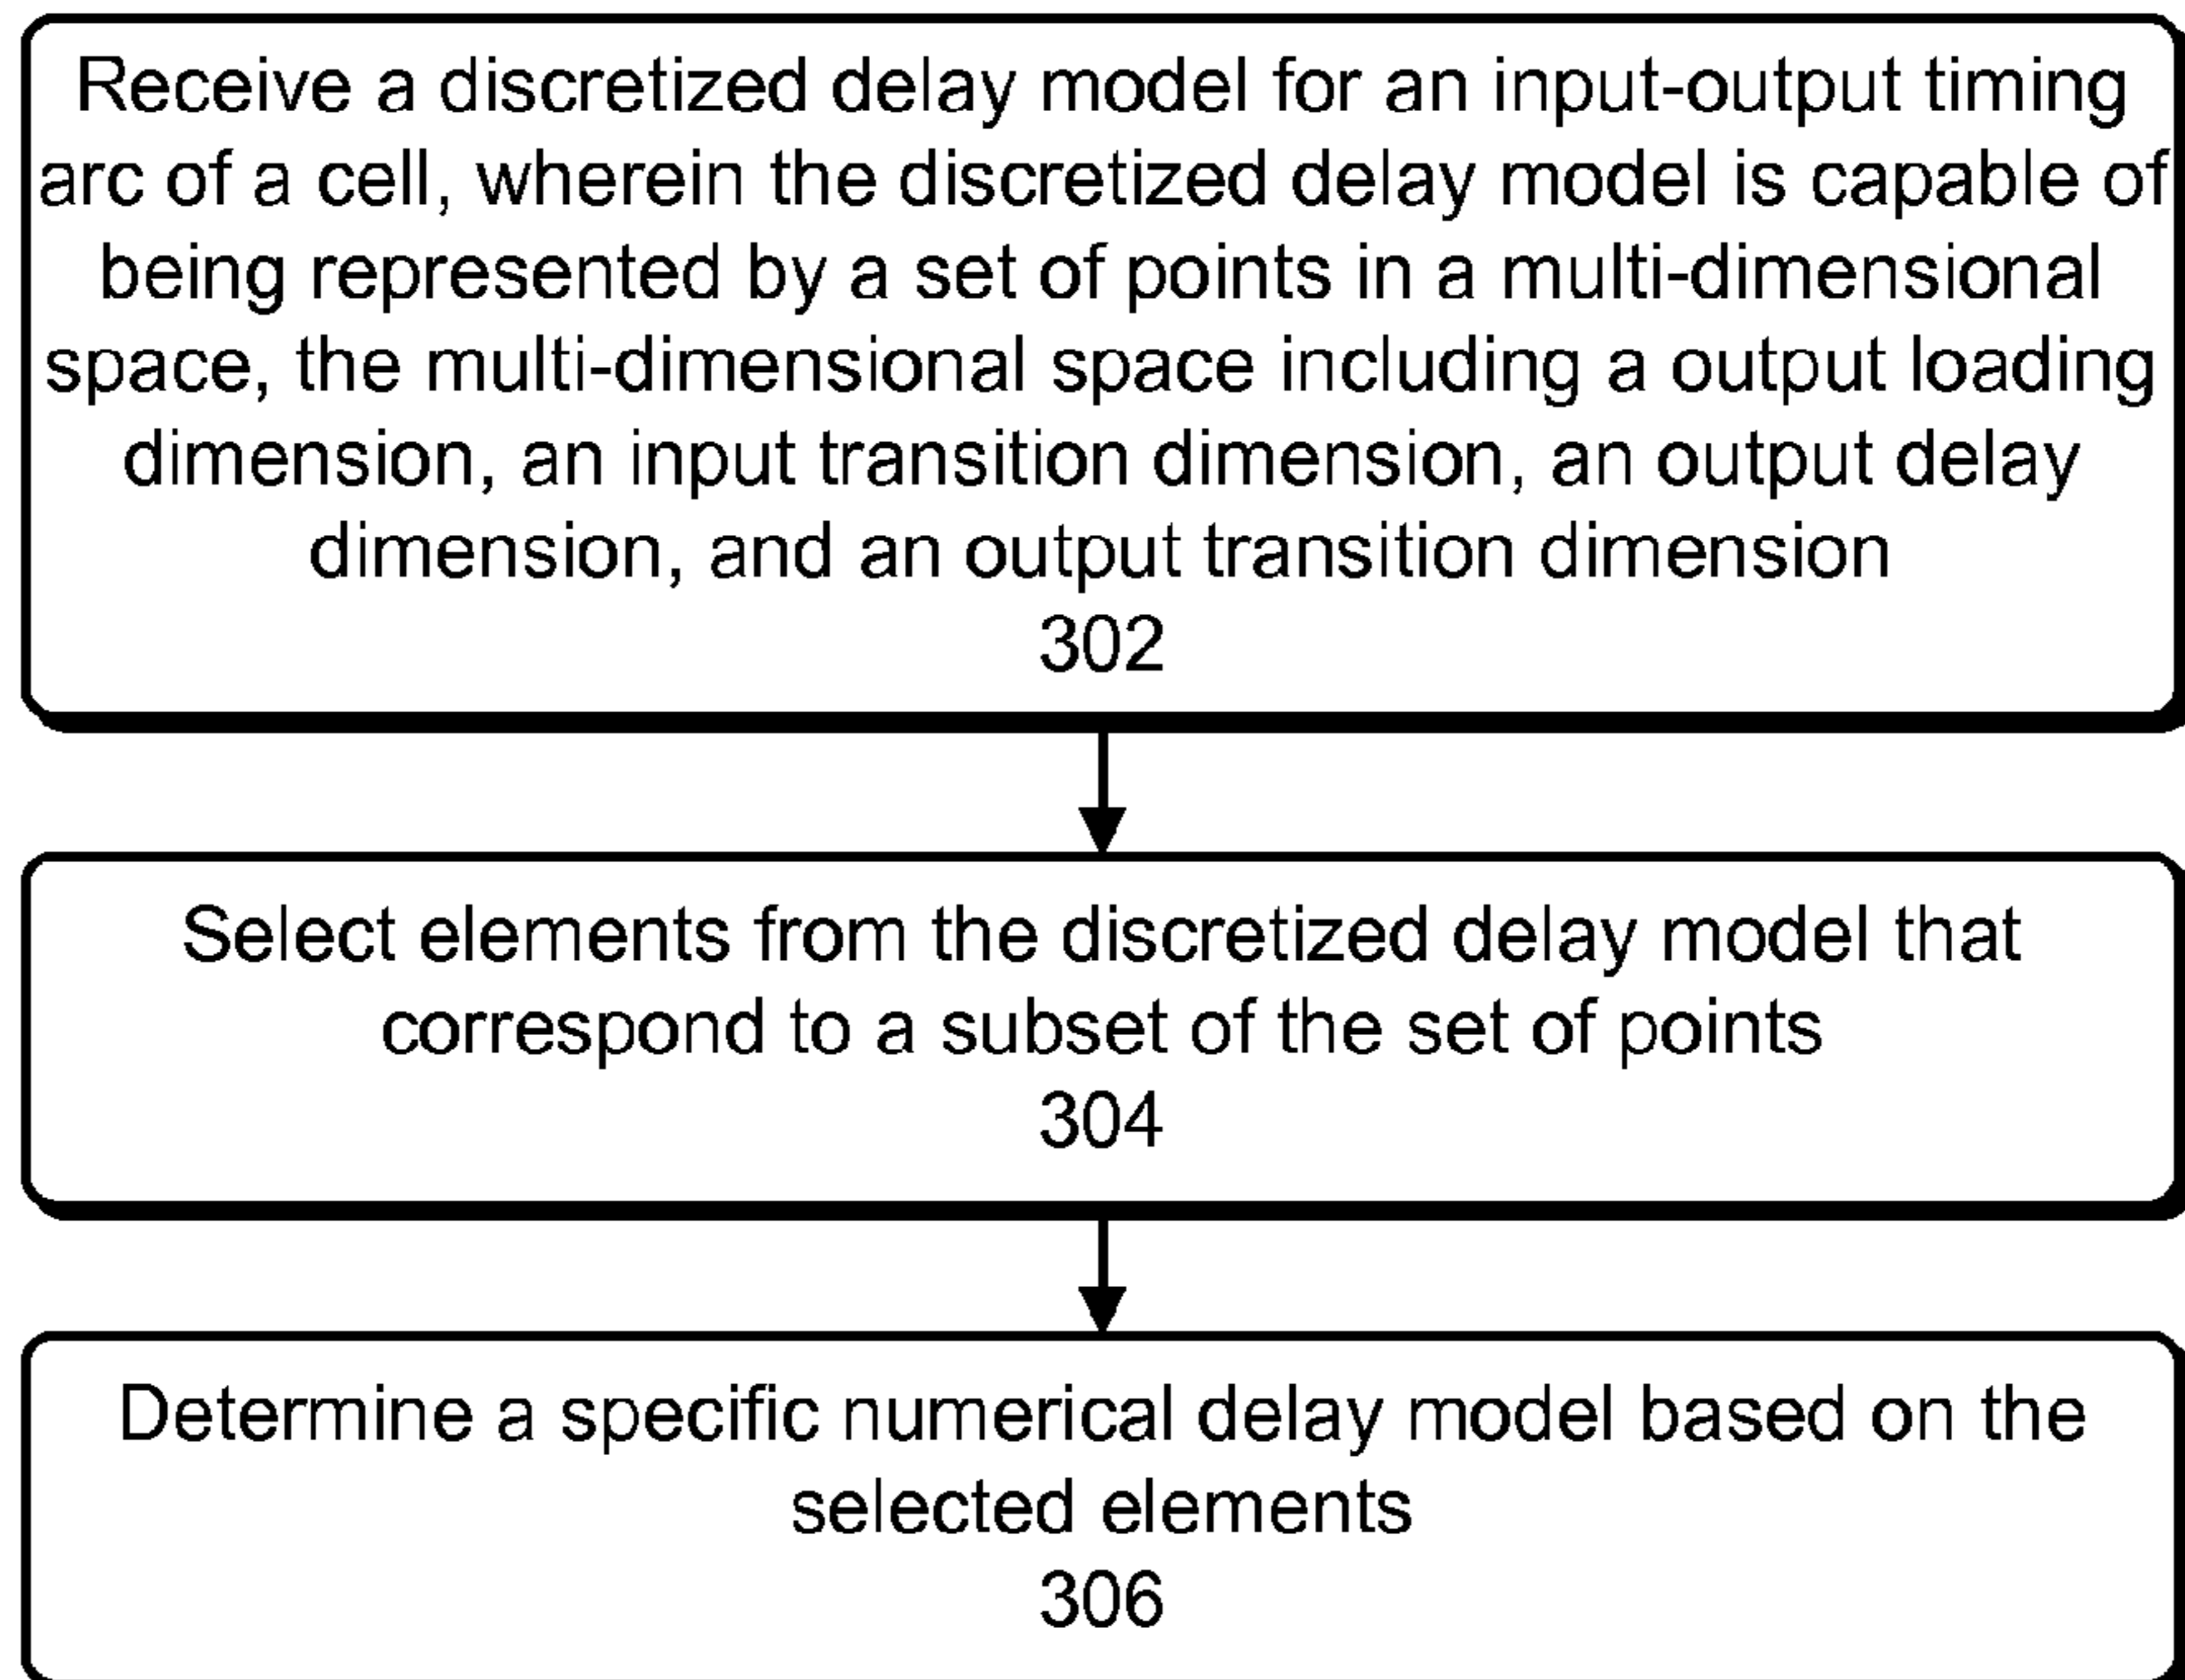 Receive a discretized delay model for an input-output timing
arc of a cell, wherein the discretized delay model is capable of
being represented by a set of points in a multi-dimensional
space, the multi-dimensional space including a output loading
dimension, an input transition dimension, an output delay
dimension, and an output transition dimension
302
Select elements from the discretized delay model that
correspond to a subset of the set of points
304
Determine a specific numerical delay model based on the
selected elements
306